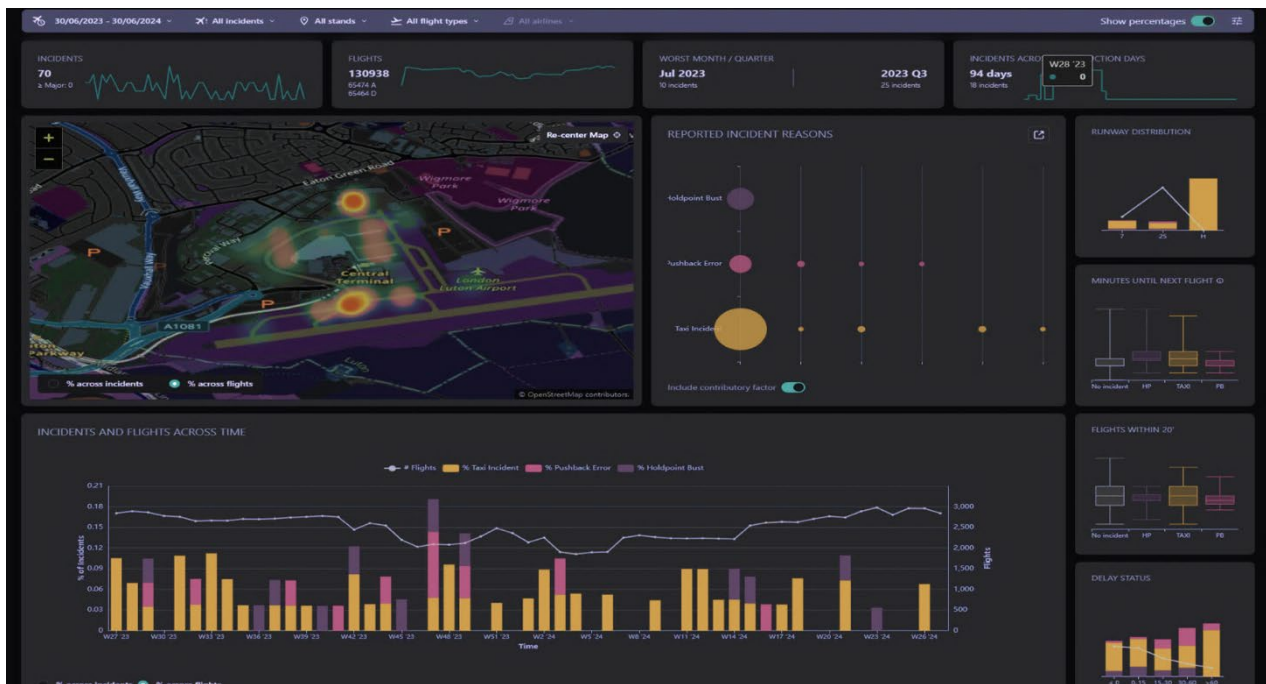 30/06/2023 - 30/06/2024
All incidents
All stands
All flight types
All airlines
Show percentages
INCIDENTS
70
≥ Major: 0
FLIGHTS
130938
65474 A
65464 D
WORST MONTH / QUARTER
Jul 2023
10 incidents
2023 Q3
25 incidents
INCIDENTS ACRO
CTION DAYS
94 days
18 incidents
W28 '23
0
+
−
Re-center Map
Vauxhall Way
Eaton Green Road
Wigmore
Park
Wigmore
Park
P
P
P
Central
Terminal
London
Luton Airport
A1081
Parkway
% across incidents
% across flights
© OpenStreetMap contributors.
REPORTED INCIDENT REASONS
Holdpoint Bust
Pushback Error
Taxi Incident
Include contributory factor
RUNWAY DISTRIBUTION
7
25
H
MINUTES UNTIL NEXT FLIGHT
No incident
HP
TAXI
PB
FLIGHTS WITHIN 20'
No incident
HP
TAXI
PB
DELAY STATUS
< 0
0-15
15-30
30-60
>60
INCIDENTS AND FLIGHTS ACROSS TIME
# Flights
% Taxi Incident
% Pushback Error
% Holdpoint Bust
0.21
0.18
0.15
0.12
0.09
0.06
0.03
0
% of Incidents
3,000
2,500
2,000
1,500
1,000
500
0
Flights
W27 '23
W30 '23
W33 '23
W36 '23
W39 '23
W42 '23
W45 '23
W48 '23
W51 '23
W2 '24
W5 '24
W8 '24
W11 '24
W14 '24
W17 '24
W20 '24
W23 '24
W26 '24
Time
% across incidents
% across flights